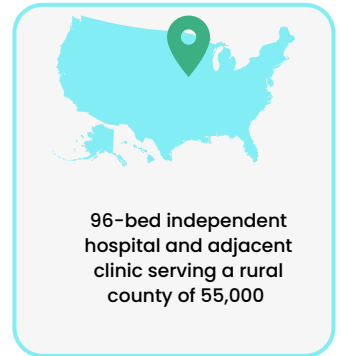 96-bed independent
hospital and adjacent
clinic serving a rural
county of 55,000